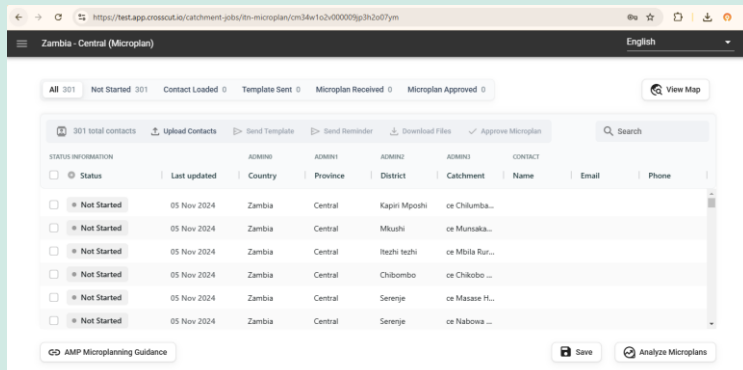 https://test.app.crosscut.io/catchment-jobs/itn-microplan/cm34w1o2v000009jp3h2o07ym
Zambia - Central (Microplan) English
All 301 Not Started 301 Contact Loaded 0 Template Sent 0 Microplan Received 0 Microplan Approved 0 View Map
301 total contacts Upload Contacts Send Template Send Reminder Download Files Approve Microplan Search
STATUS INFORMATION ADMIN0 ADMIN1 ADMIN2 ADMIN3 CONTACT
Status Last updated Country Province District Catchment Name Email Phone
Not Started 05 Nov 2024 Zambia Central Kapiri Mposhi ce Chilumba...
Not Started 05 Nov 2024 Zambia Central Mkushi ce Munsaka...
Not Started 05 Nov 2024 Zambia Central Itezhi tezhi ce Mbila Rur...
Not Started 05 Nov 2024 Zambia Central Chibombo ce Chikobo ...
Not Started 05 Nov 2024 Zambia Central Serenje ce Masase H...
Not Started 05 Nov 2024 Zambia Central Serenje ce Nabowa ...
AMP Microplanning Guidance Save Analyze Microplans